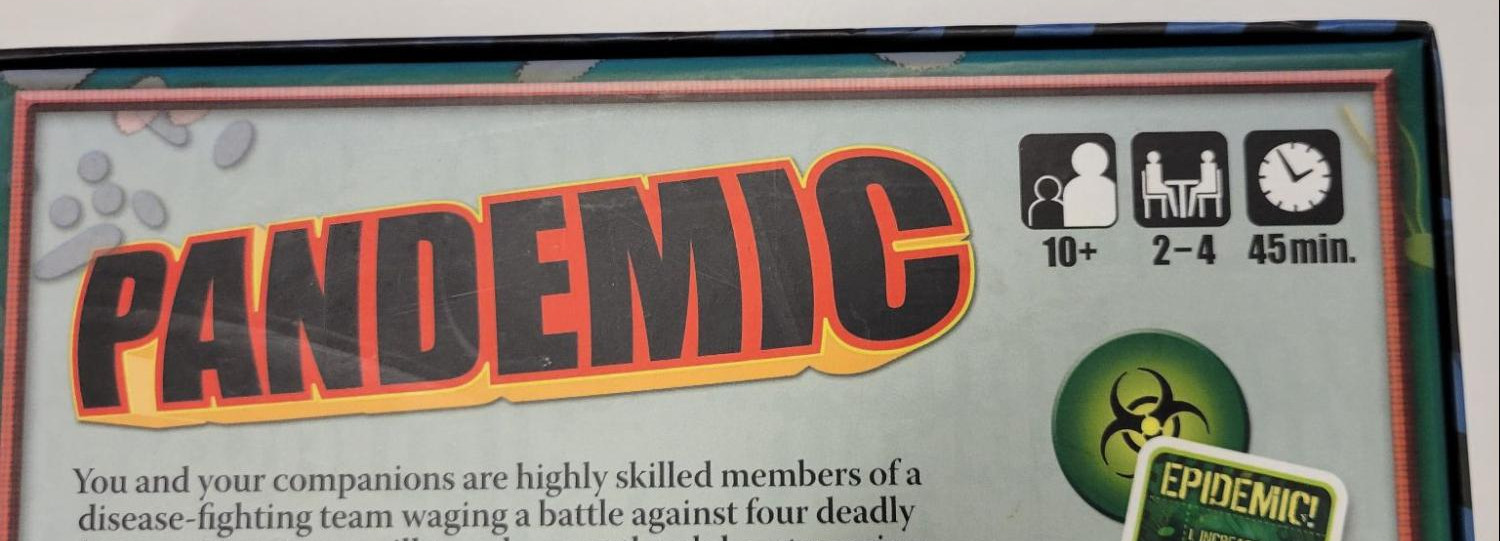 PANDEMIC
10+ 2-4 45min.
You and your companions are highly skilled members of a
disease-fighting team waging a battle against four deadly
EPIDEMIC!